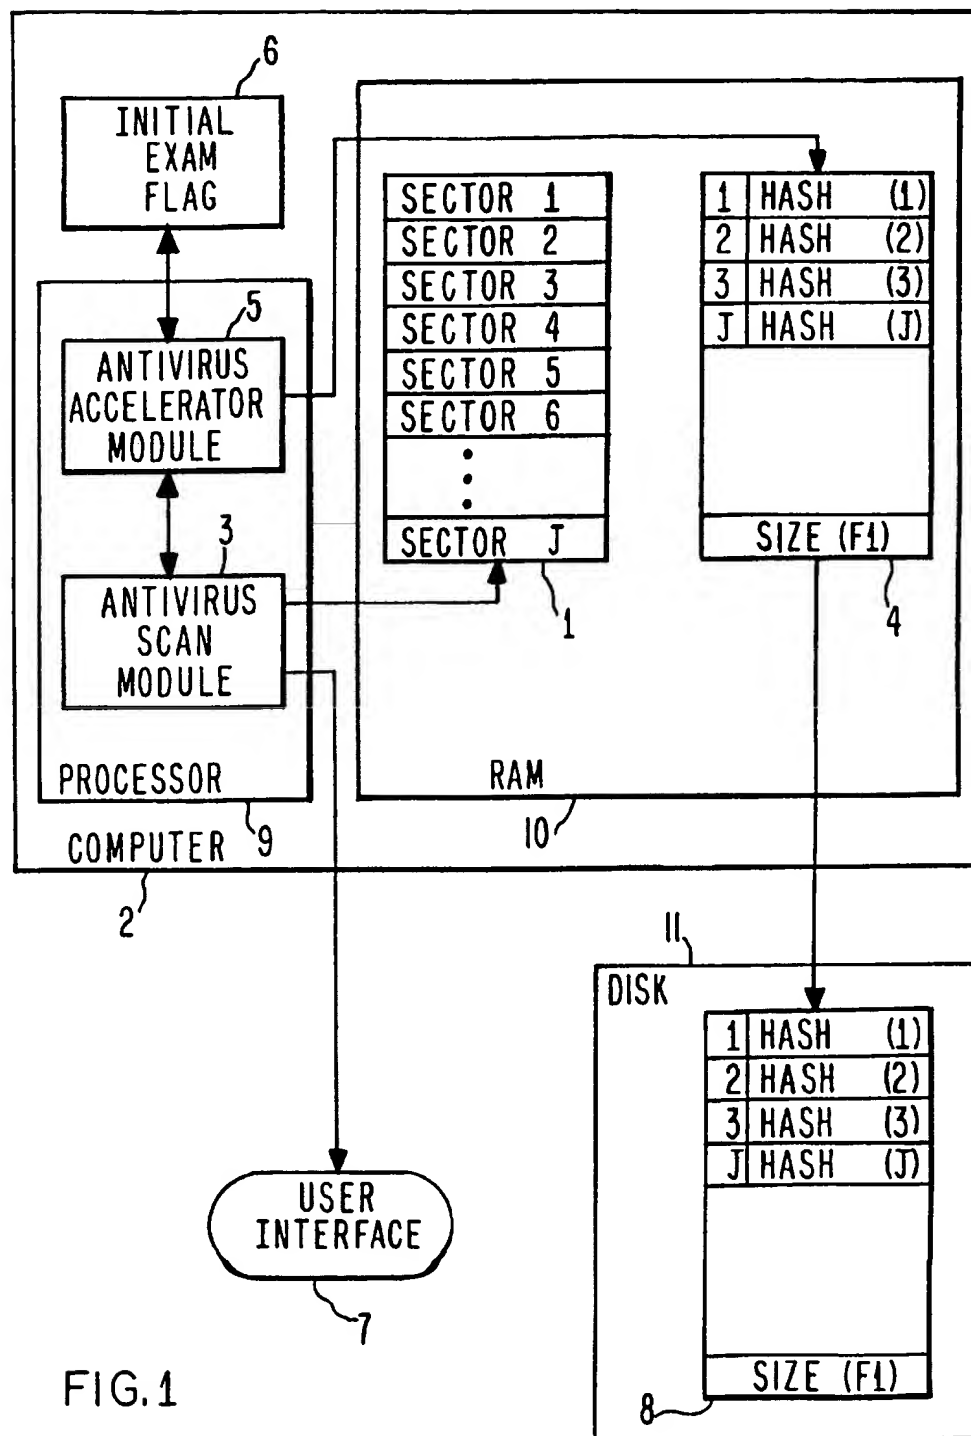 6
INITIAL
EXAM
FLAG
5
ANTIVIRUS
ACCELERATOR
MODULE
3
ANTIVIRUS
SCAN
MODULE
PROCESSOR
9
COMPUTER
2
SECTOR 1
SECTOR 2
SECTOR 3
SECTOR 4
SECTOR 5
SECTOR 6
SECTOR J
1
1 HASH (1)
2 HASH (2)
3 HASH (3)
J HASH (J)
SIZE (F1)
4
RAM
10
11
DISK
1 HASH (1)
2 HASH (2)
3 HASH (3)
J HASH (J)
SIZE (F1)
8
USER
INTERFACE
7
FIG.1